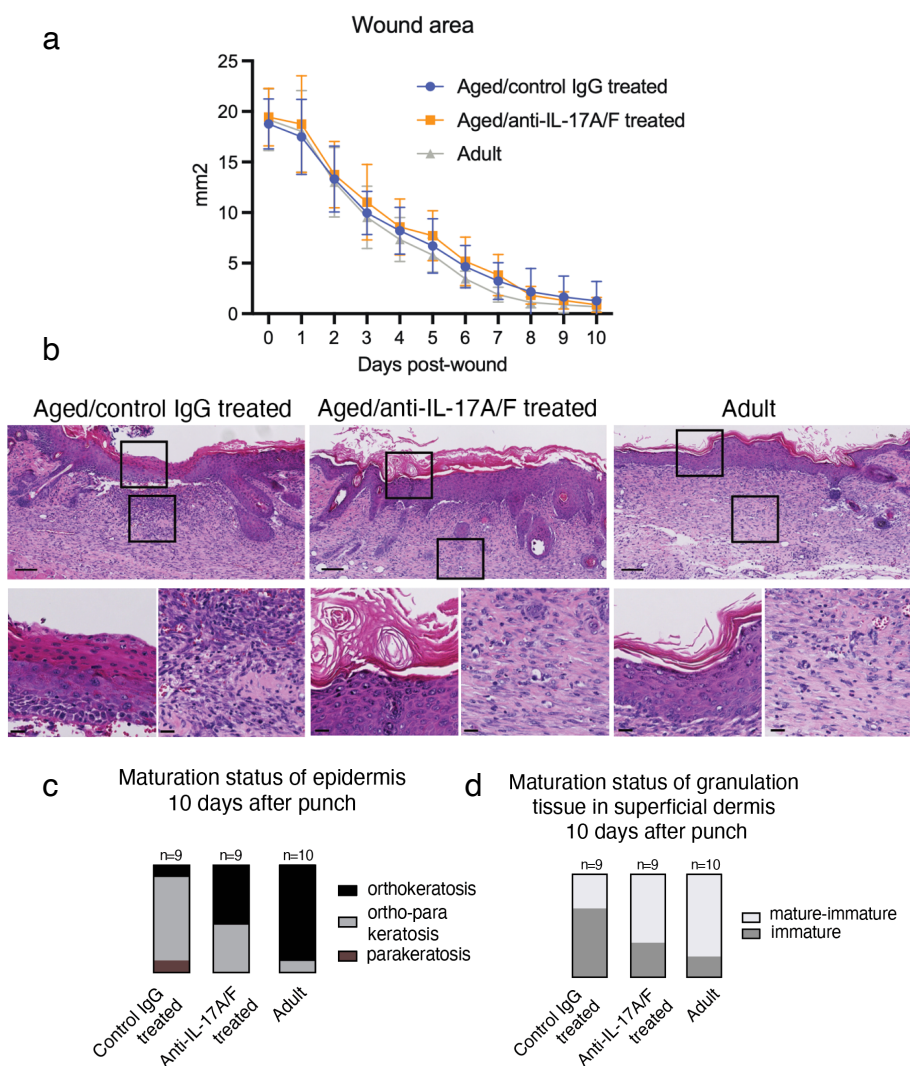 a
Wound area
25
20
15
10
5
0
mm2
Aged/control IgG treated
Aged/anti-IL-17A/F treated
Adult
0 1 2 3 4 5 6 7 8 9 10
Days post-wound
b
Aged/control IgG treated
Aged/anti-IL-17A/F treated
Adult
c
Maturation status of epidermis
10 days after punch
n=9
n=9
n=10
orthokeratosis
ortho-para
keratosis
parakeratosis
Control IgG
treated
Anti-IL-17A/F
treated
Adult
d
Maturation status of granulation
tissue in superficial dermis
10 days after punch
n=9
n=9
n=10
mature-immature
immature
Control IgG
treated
Anti-IL-17A/F
treated
Adult